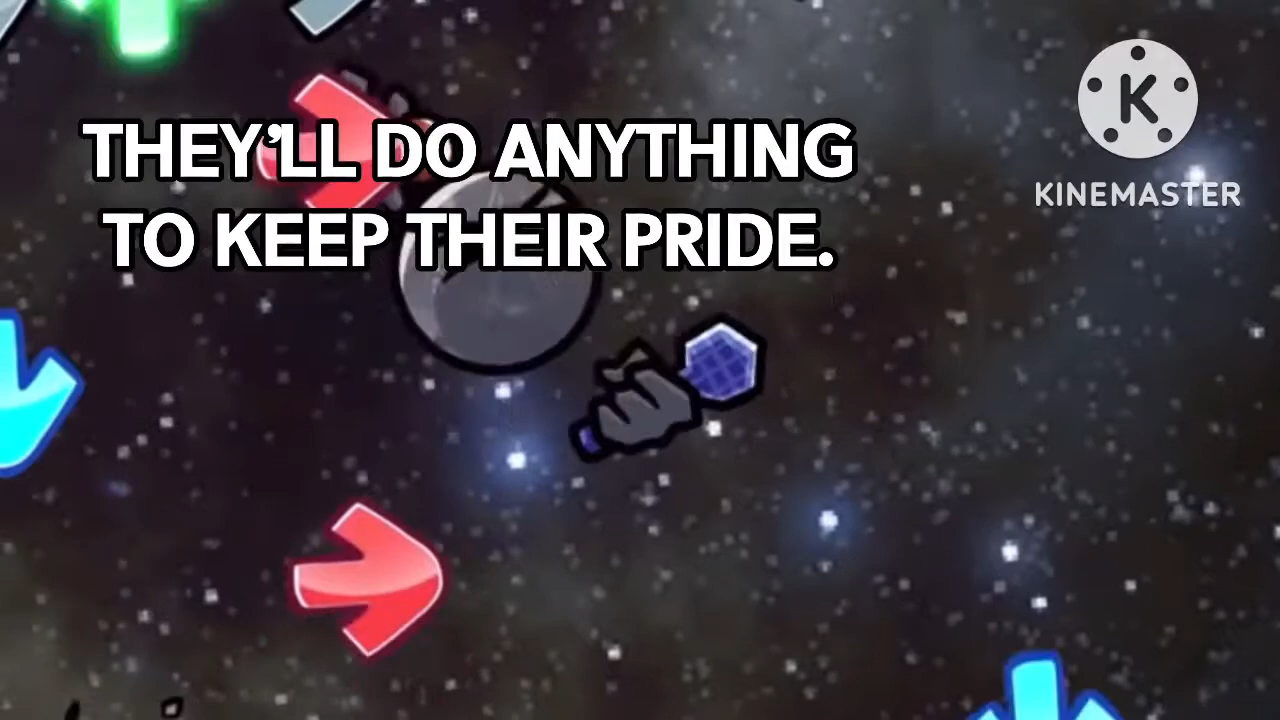 THEY'LL DO ANYTHING
TO KEEP THEIR PRIDE.
K
KINEMASTER